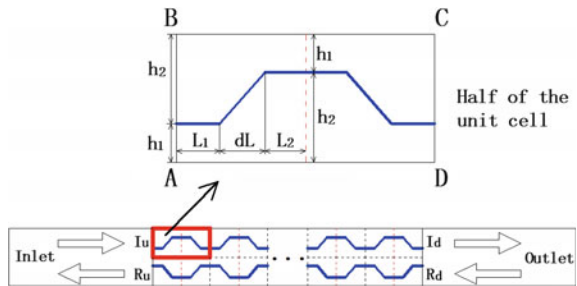 B
C
h₁
h₂
h₂
h₁
L₁
dL
L₂
Half of the
unit cell
A
D
Inlet
Iu
Id
Outlet
Ru
Rd